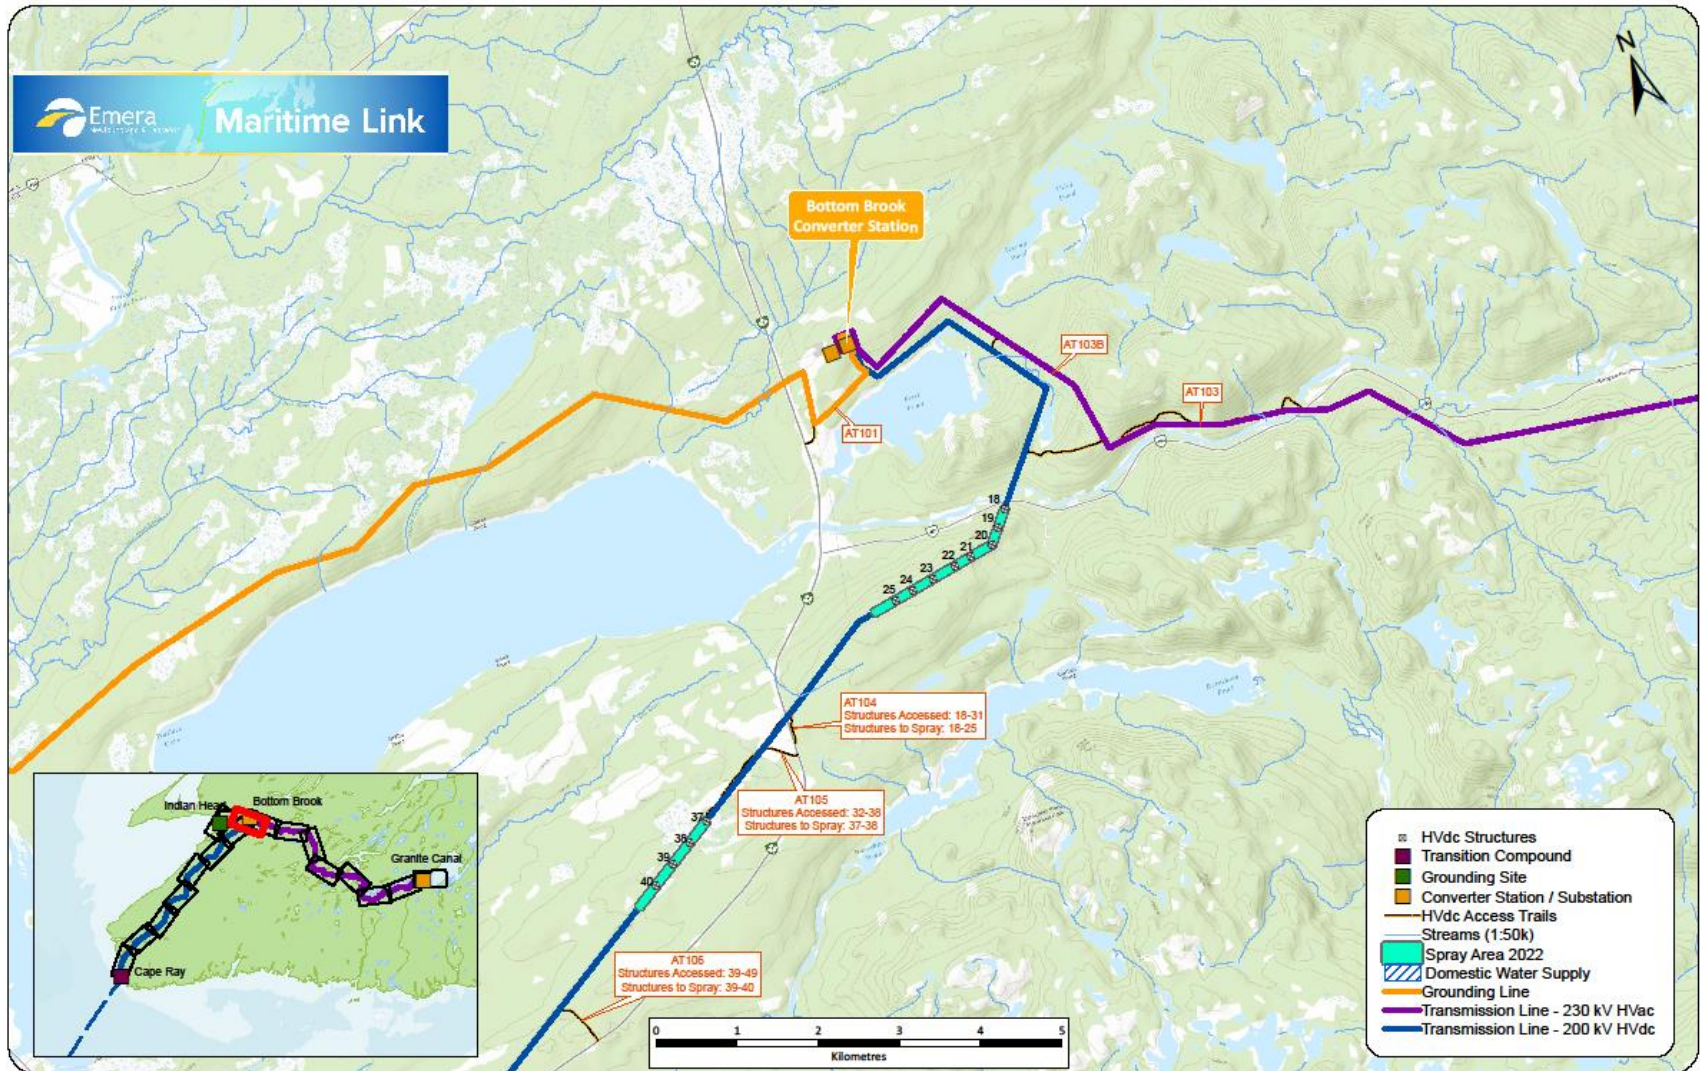 N
Emera
Maritime Link
Bottom Brook
Converter Station
AT103B
AT103
AT101
18
19
20
21
22
23
24
25
AT104
Structures Accessed: 18-31
Structures to Spray: 18-25
AT105
Structures Accessed: 32-38
Structures to Spray: 37-38
37
38
39
40
AT106
Structures Accessed: 39-49
Structures to Spray: 39-40
Indian Head
Bottom Brook
Granite Canal
Cape Ray
0 1 2 3 4 5
Kilometres
HVdc Structures
Transition Compound
Grounding Site
Converter Station / Substation
HVdc Access Trails
Streams (1:50k)
Spray Area 2022
Domestic Water Supply
Grounding Line
Transmission Line - 230 kV HVac
Transmission Line - 200 kV HVdc